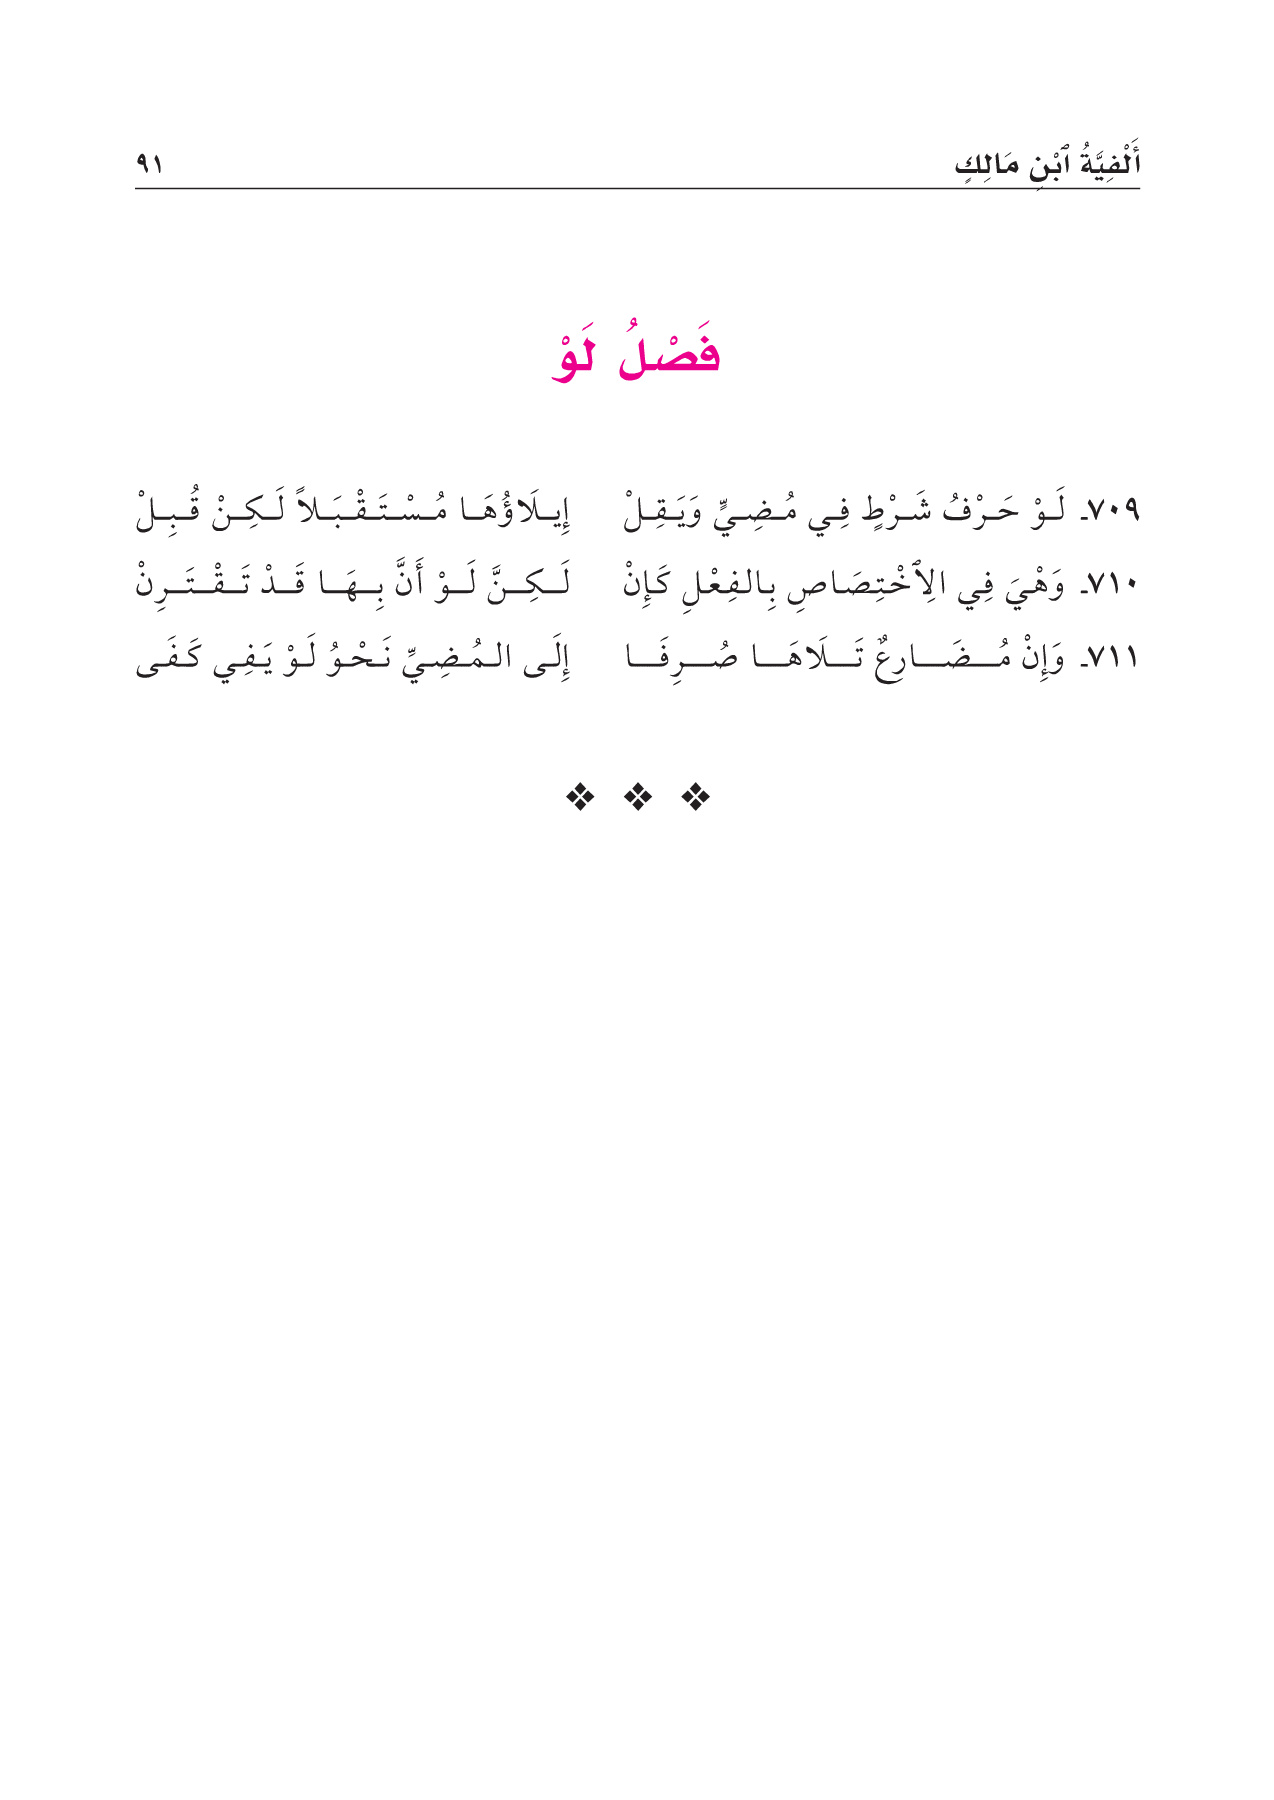 أَلْفِيَّةُ ٱبْنِ مَالِكٍ ٩١
فَصْلُ لَوْ
٧٠٩ـ لَوْ حَرْفُ شَرْطٍ فِي مُضِيٍّ وَيَقِلْ إِيلَاؤُهَا مُسْتَقْبَلاً لَكِنْ قُبِلْ
٧١٠ـ وَهْيَ فِي الِٱخْتِصَاصِ بِالفِعْلِ كَإِنْ لَكِنَّ لَوْ أَنَّ بِهَا قَدْ تَقْتَرِنْ
٧١١ـ وَإِنْ مُضَارِعٌ تَلَاهَا صُرِفَا إِلَى المُضِيِّ نَحْوُ لَوْ يَفِي كَفَى